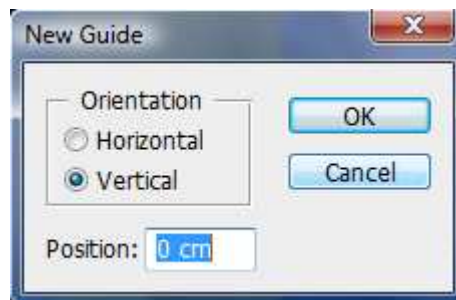 New Guide
Orientation
Horizontal
Vertical
OK
Cancel
Position: 0 cm